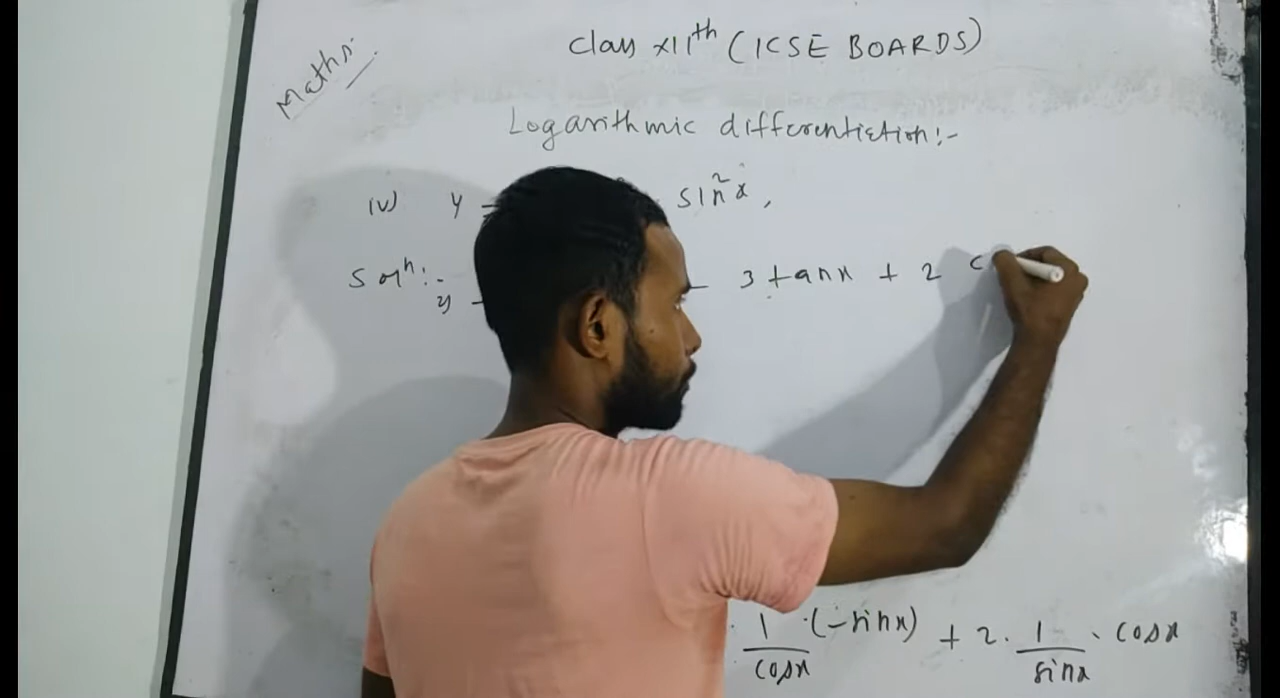 Maths:
Class XIIth (ICSE BOARDS)
Logarithmic differentiation:-
(iv) y - sin²x,
Solⁿ:-
y - - 3 tanx + 2 c
1/cosx · (-sinx) + 2 · 1/sinx · cosx